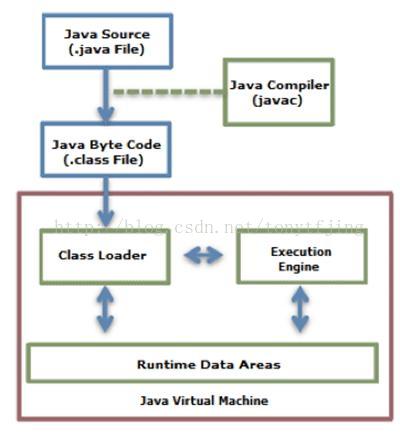 Java Source
(.java File)
Java Compiler
(javac)
Java Byte Code
(.class File)
http://blog.csdn.net/tonytfjing
Class Loader
Execution
Engine
Runtime Data Areas
Java Virtual Machine